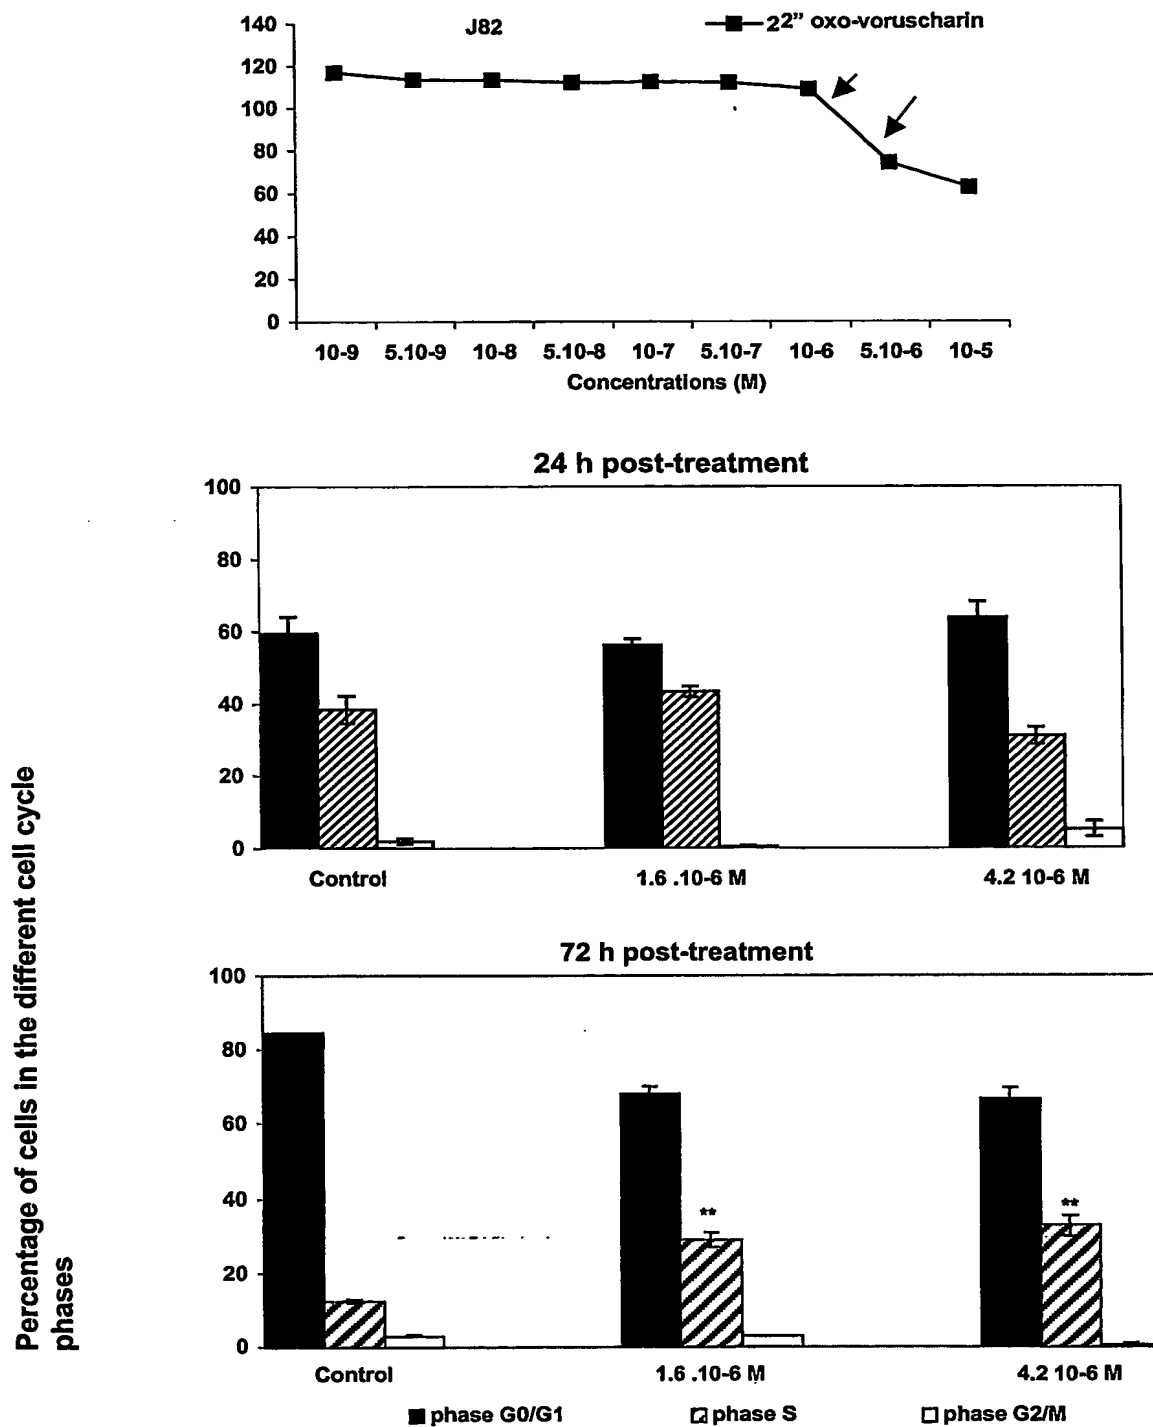 J82
2²” oxo-voruscharin
140
120
100
80
60
40
20
0
10-9 5.10-9 10-8 5.10-8 10-7 5.10-7 10-6 5.10-6 10-5
Concentrations (M)
24 h post-treatment
100
80
60
40
20
0
Control 1.6 .10-6 M 4.2 10-6 M
Percentage of cells in the different cell cycle
phases
72 h post-treatment
100
80
60
40
20
0
** **
Control 1.6 .10-6 M 4.2 10-6 M
phase G0/G1 phase S phase G2/M